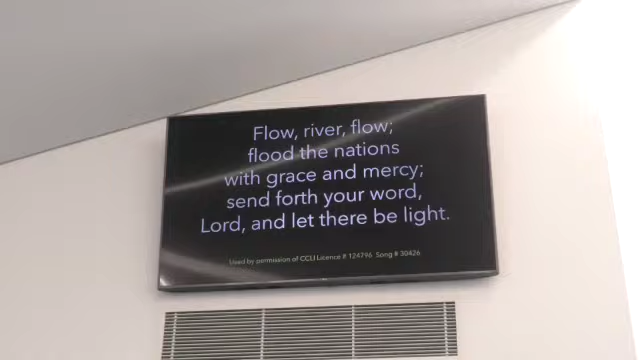 Flow, river, flow;
flood the nations
with grace and mercy;
send forth your word,
Lord, and let there be light.
Used by permission of CCLI Licence # 124796 Song # 30426